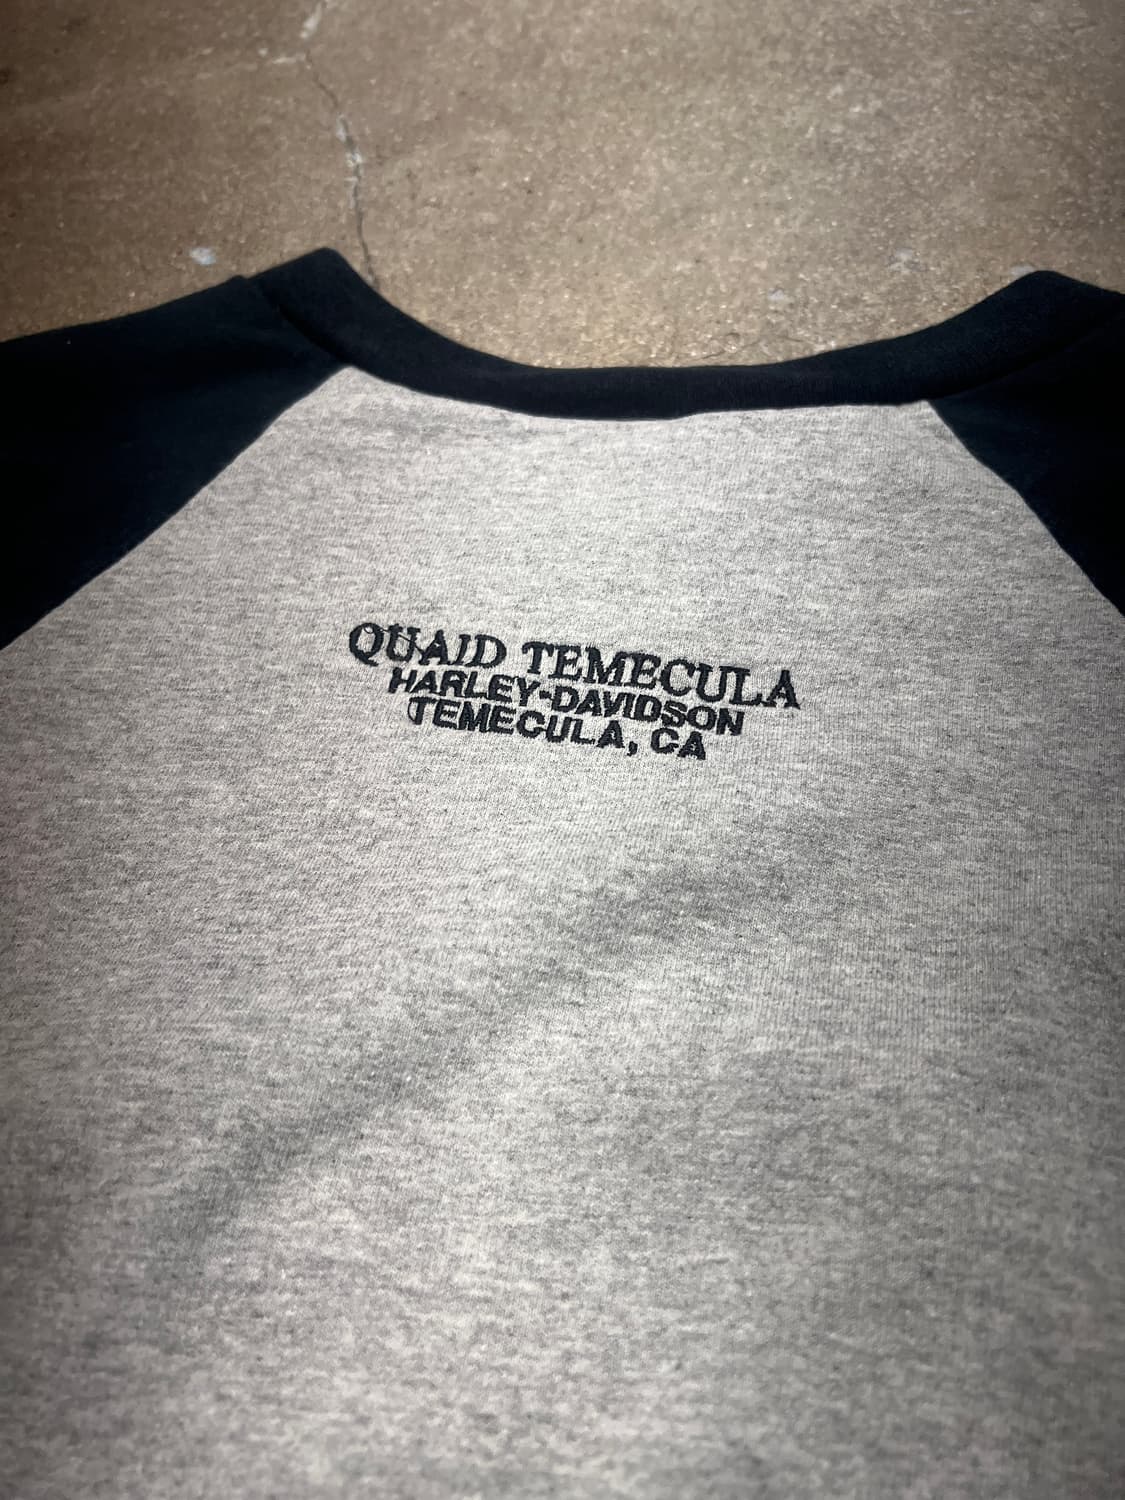 QUAID TEMECULA
HARLEY-DAVIDSON
TEMECULA, CA